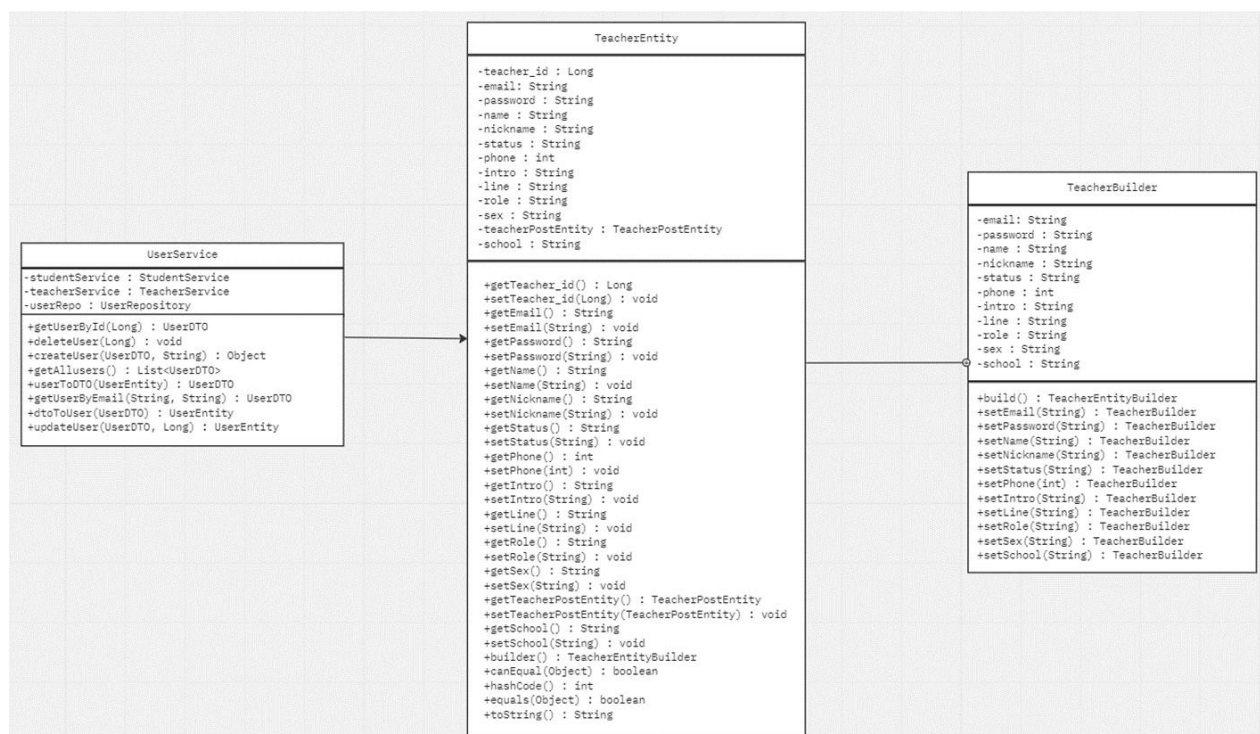 UserService
-studentService : StudentService
-teacherService : TeacherService
-userRepo : UserRepository
+getUserById(Long) : UserDTO
+deleteUser(Long) : void
+createUser(UserDTO, String) : Object
+getAllusers() : List<UserDTO>
+userToDTO(UserEntity) : UserDTO
+getUserByEmail(String, String) : UserDTO
+dtoToUser(UserDTO) : UserEntity
+updateUser(UserDTO, Long) : UserEntity
TeacherEntity
-teacher_id : Long
-email: String
-password : String
-name : String
-nickname : String
-status : String
-phone : int
-intro : String
-line : String
-role : String
-sex : String
-teacherPostEntity : TeacherPostEntity
-school : String
+getTeacher_id() : Long
+setTeacher_id(Long) : void
+getEmail() : String
+setEmail(String) : void
+getPassword() : String
+setPassword(String) : void
+getName() : String
+setName(String) : void
+getNickname() : String
+setNickname(String) : void
+getStatus() : String
+setStatus(String) : void
+getPhone() : int
+setPhone(int) : void
+getIntro() : String
+setIntro(String) : void
+getLine() : String
+setLine(String) : void
+getRole() : String
+setRole(String) : void
+getSex() : String
+setSex(String) : void
+getTeacherPostEntity() : TeacherPostEntity
+setTeacherPostEntity(TeacherPostEntity) : void
+getSchool() : String
+setSchool(String) : void
+builder() : TeacherEntityBuilder
+canEqual(Object) : boolean
+hashCode() : int
+equals(Object) : boolean
+toString() : String
TeacherBuilder
-email: String
-password : String
-name : String
-nickname : String
-status : String
-phone : int
-intro : String
-line : String
-role : String
-sex : String
-school : String
+build() : TeacherEntityBuilder
+setEmail(String) : TeacherBuilder
+setPassword(String) : TeacherBuilder
+setName(String) : TeacherBuilder
+setNickname(String) : TeacherBuilder
+setStatus(String) : TeacherBuilder
+setPhone(int) : TeacherBuilder
+setIntro(String) : TeacherBuilder
+setLine(String) : TeacherBuilder
+setRole(String) : TeacherBuilder
+setSex(String) : TeacherBuilder
+setSchool(String) : TeacherBuilder